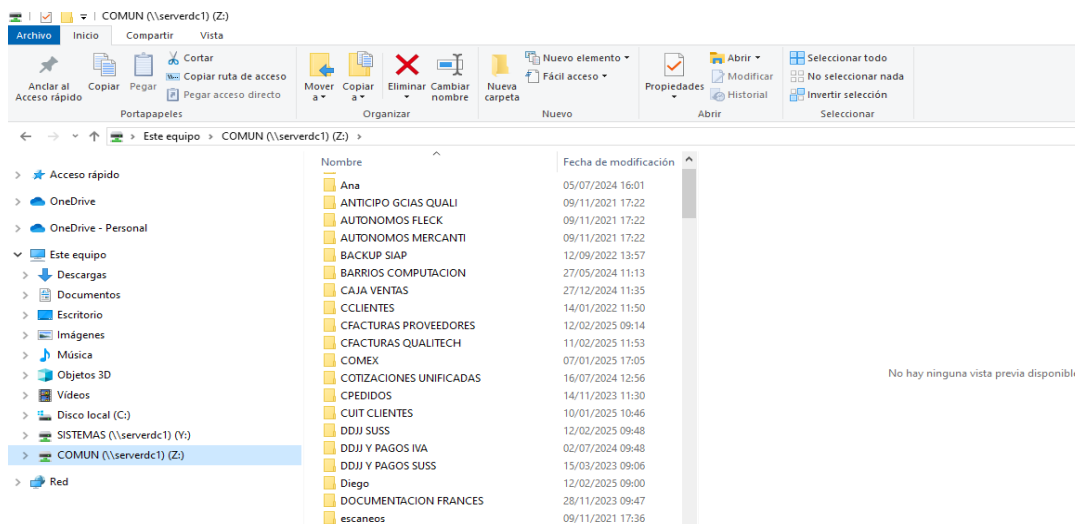 COMUN (\\serverdc1) (Z:)
Archivo Inicio Compartir Vista
Anclar al Acceso rápido
Copiar
Pegar
Cortar
Copiar ruta de acceso
Pegar acceso directo
Portapapeles
Mover a
Copiar a
Eliminar
Cambiar nombre
Organizar
Nueva carpeta
Nuevo elemento
Fácil acceso
Nuevo
Propiedades
Abrir
Modificar
Historial
Abrir
Seleccionar todo
No seleccionar nada
Invertir selección
Seleccionar
Este equipo > COMUN (\\serverdc1) (Z:) >
Acceso rápido
OneDrive
OneDrive - Personal
Este equipo
Descargas
Documentos
Escritorio
Imágenes
Música
Objetos 3D
Vídeos
Disco local (C:)
SISTEMAS (\\serverdc1) (Y:)
COMUN (\\serverdc1) (Z:)
Red
Nombre Fecha de modificación
Ana 05/07/2024 16:01
ANTICIPO GCIAS QUALI 09/11/2021 17:22
AUTONOMOS FLECK 09/11/2021 17:22
AUTONOMOS MERCANTI 09/11/2021 17:22
BACKUP SIAP 12/09/2022 13:57
BARRIOS COMPUTACION 27/05/2024 11:13
CAJA VENTAS 27/12/2024 11:35
CCLIENTES 14/01/2022 11:50
CFACTURAS PROVEEDORES 12/02/2025 09:14
CFACTURAS QUALITECH 11/02/2025 11:53
COMEX 07/01/2025 17:05
COTIZACIONES UNIFICADAS 16/07/2024 12:56
CPEDIDOS 14/11/2023 11:30
CUIT CLIENTES 10/01/2025 10:46
DDJJ SUSS 12/02/2025 09:48
DDJJ Y PAGOS IVA 02/07/2024 09:48
DDJJ Y PAGOS SUSS 15/03/2023 09:06
Diego 12/02/2025 09:00
DOCUMENTACION FRANCES 28/11/2023 09:47
escaneos 09/11/2021 17:36
No hay ninguna vista previa disponible